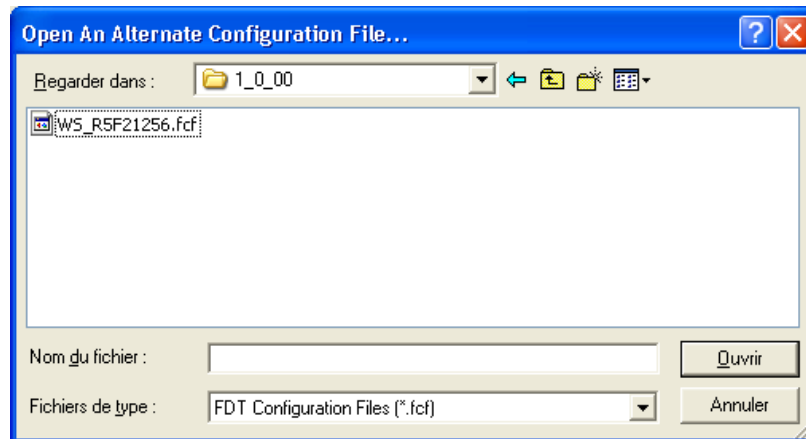 Open An Alternate Configuration File...
Regarder dans : 1_0_00
WS_R5F21256.fcf
Nom du fichier : Ouvrir
Fichiers de type : FDT Configuration Files (*.fcf) Annuler